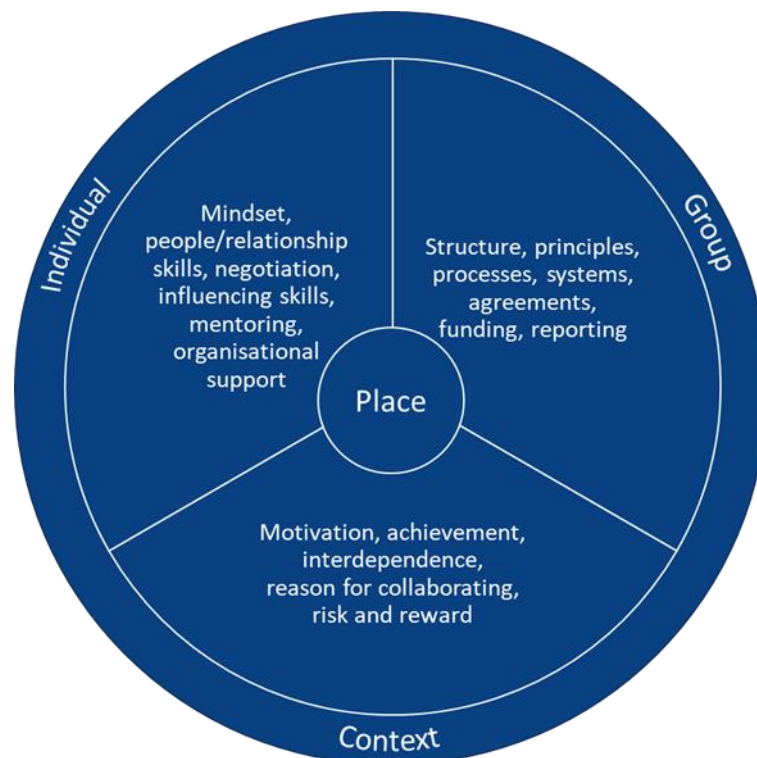 Individual
Mindset,
people/relationship
skills, negotiation,
influencing skills,
mentoring,
organisational
support
Group
Structure, principles,
processes, systems,
agreements,
funding, reporting
Place
Motivation, achievement,
interdependence,
reason for collaborating,
risk and reward
Context